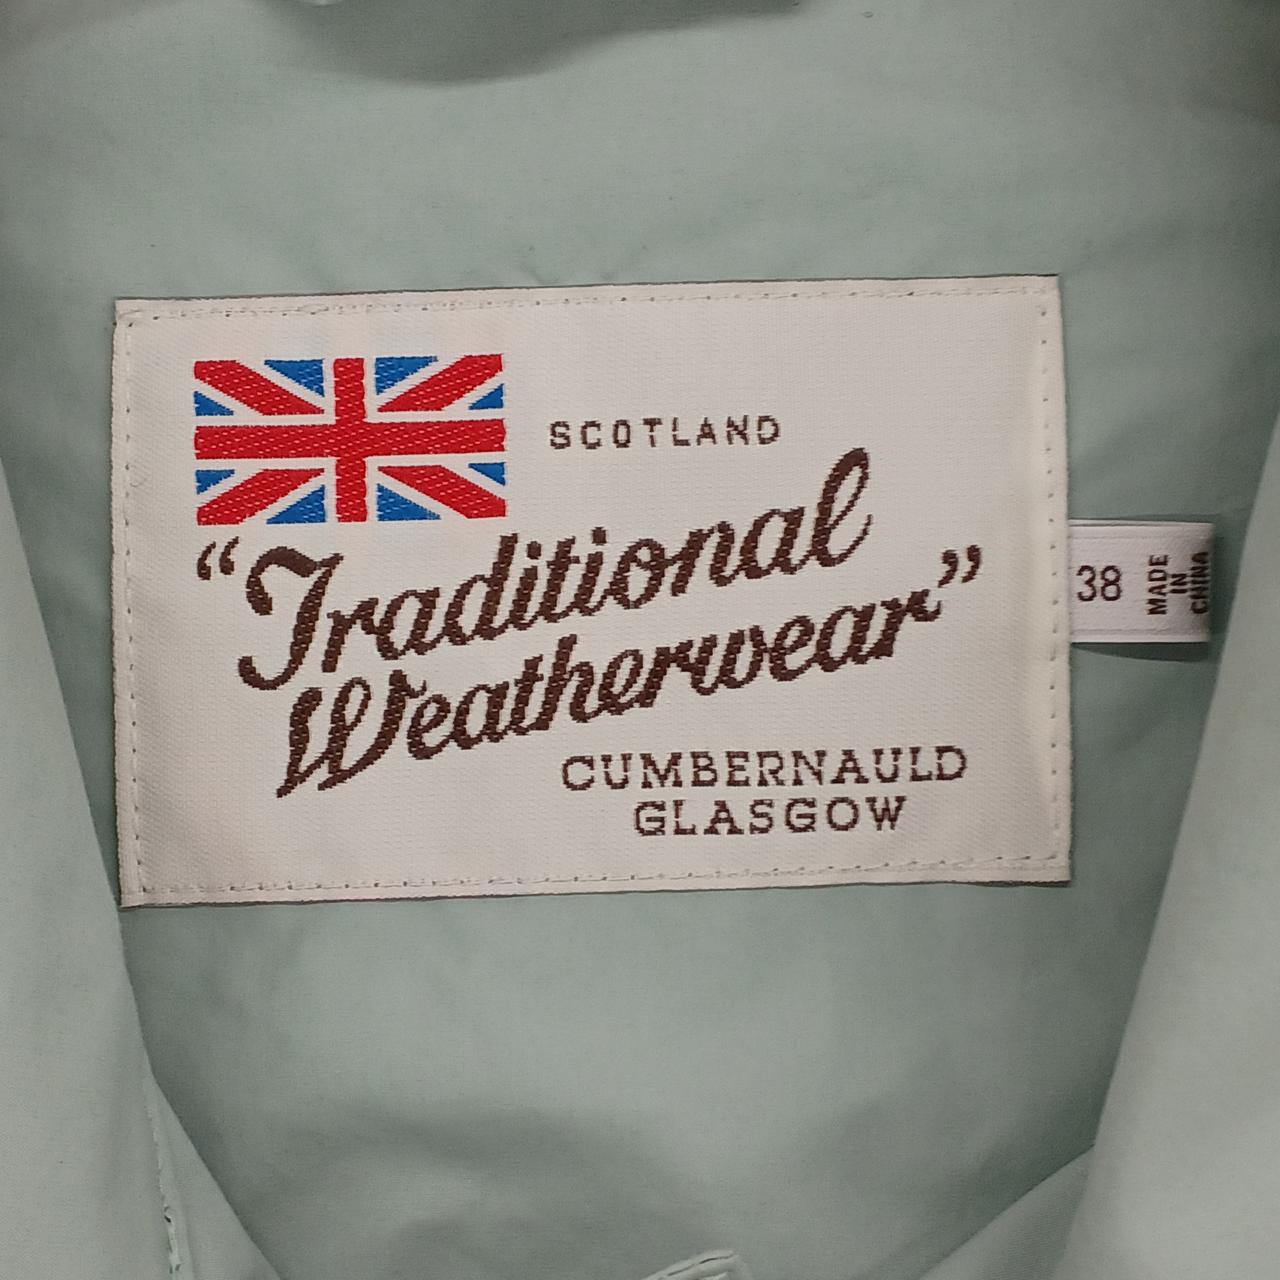 SCOTLAND
“Traditional
Weatherwear”
CUMBERNAULD
GLASGOW
38
MADE
IN
CHINA